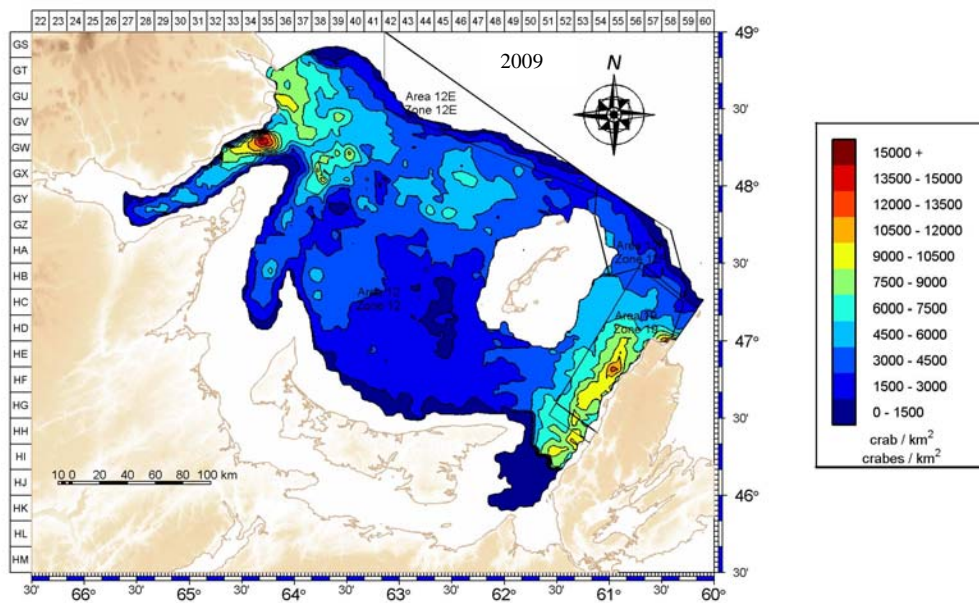 22 23 24 25 26 27 28 29 30 31 32 33 34 35 36 37 38 39 40 41 42 43 44 45 46 47 48 49 50 51 52 53 54 55 56 57 58 59 60
2009
N
GS
49°
GT
GU
Area 12E
Zone 12E
30'
GV
GW
GX
48°
GY
GZ
HA
Area
Zone
30'
HB
Area 12
Zone 12
HC
Area 19
Zone 19
HD
47°
HE
HF
HG
30'
HH
HI
10 0 20 40 60 80 100 km
HJ
46°
HK
HL
HM
30'
30' 66° 30' 64° 30' 63° 30' 62° 30' 61° 30' 60°
15000 +
13500 - 15000
12000 - 13500
10500 - 12000
9000 - 10500
7500 - 9000
6000 - 7500
4500 - 6000
3000 - 4500
1500 - 3000
0 - 1500
crab / km²
crabes / km²